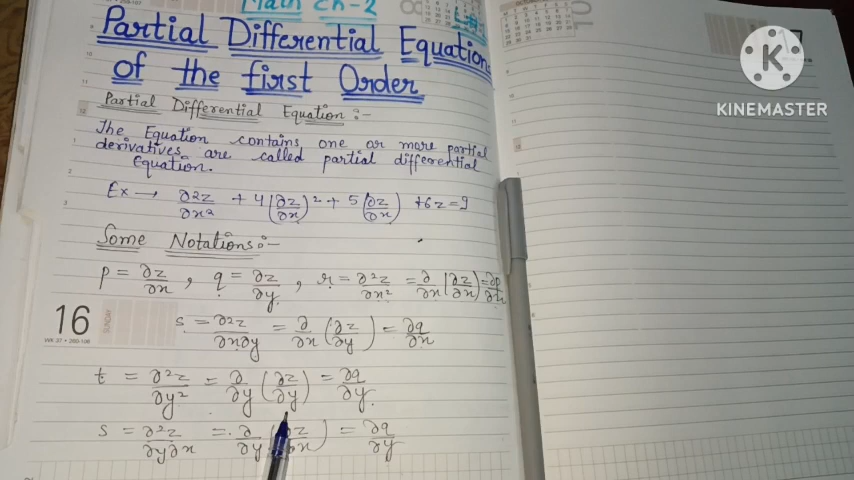 Math Ch-2
Partial Differential Equation
of the first Order
KINEMASTER
Partial Differential Equation :-
The Equation contains one or more partial
derivatives are called partial differential
Equation.
Ex → ∂2z/∂x² + 4(∂z/∂x)² + 5(∂z/∂x) + 6z = 9
Some Notations :-
p = ∂z/∂x , q = ∂z/∂y , r = ∂²z/∂x² = ∂/∂x (∂z/∂x) = ∂p/∂x
16 SUNDAY
s = ∂²z/∂x∂y = ∂/∂x (∂z/∂y) = ∂q/∂x
t = ∂²z/∂y² = ∂/∂y (∂z/∂y) = ∂q/∂y.
s = ∂²z/∂y∂x = ∂/∂y (∂z/∂x) = ∂q/∂y